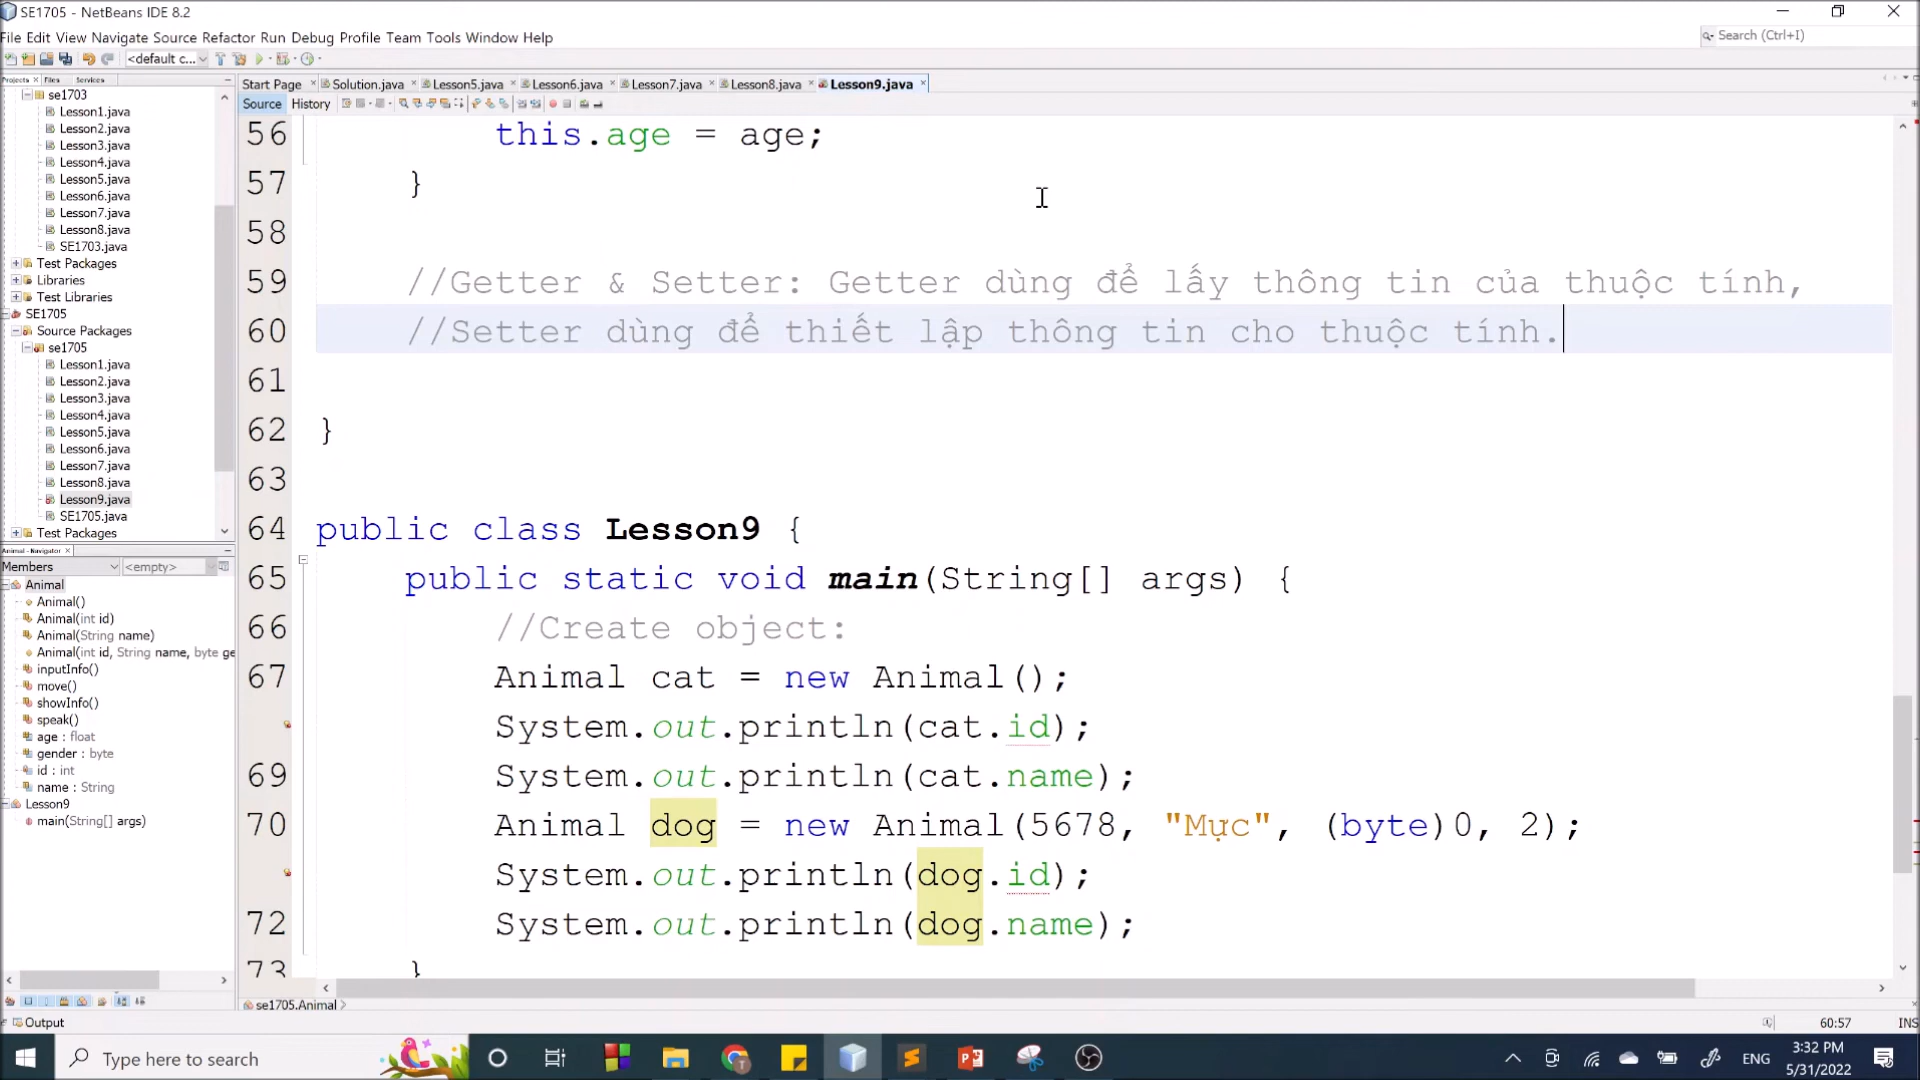 SE1705 - NetBeans IDE 8.2
File Edit View Navigate Source Refactor Run Debug Profile Team Tools Window Help
Search (Ctrl+I)
<default c...
Projects Files Services
Start Page Solution.java Lesson5.java Lesson6.java Lesson7.java Lesson8.java Lesson9.java
Source History
se1703
Lesson1.java
Lesson2.java
Lesson3.java
Lesson4.java
Lesson5.java
Lesson6.java
Lesson7.java
Lesson8.java
SE1703.java
Test Packages
Libraries
Test Libraries
SE1705
Source Packages
se1705
Lesson1.java
Lesson2.java
Lesson3.java
Lesson4.java
Lesson5.java
Lesson6.java
Lesson7.java
Lesson8.java
Lesson9.java
SE1705.java
Test Packages
Animal - Navigator
Members <empty>
Animal
Animal()
Animal(int id)
Animal(String name)
Animal(int id, String name, byte ge
inputInfo()
move()
showInfo()
speak()
age : float
gender : byte
id : int
name : String
Lesson9
main(String[] args)
56 this.age = age;
57 }
58
59 //Getter & Setter: Getter dùng để lấy thông tin của thuộc tính,
60 //Setter dùng để thiết lập thông tin cho thuộc tính.
61
62 }
63
64 public class Lesson9 {
65 public static void main(String[] args) {
66 //Create object:
67 Animal cat = new Animal();
System.out.println(cat.id);
69 System.out.println(cat.name);
70 Animal dog = new Animal(5678, "Mực", (byte)0, 2);
System.out.println(dog.id);
72 System.out.println(dog.name);
73 }
se1705.Animal
Output
60:57 INS
Type here to search
ENG
3:32 PM
5/31/2022